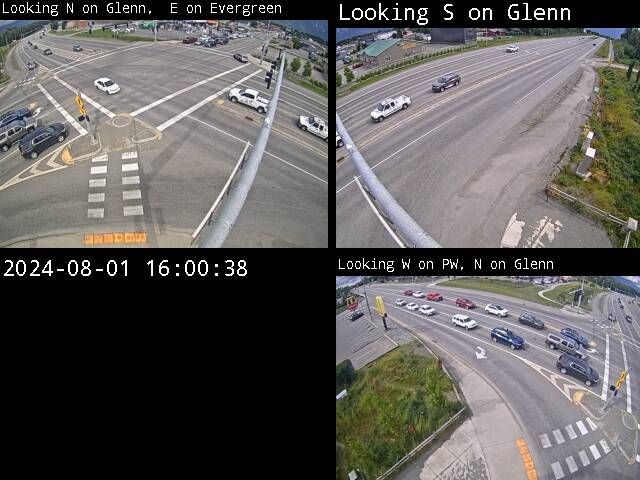 Looking N on Glenn,  E on Evergreen
Looking S on Glenn
2024-08-01 16:00:38
Looking W on PW, N on Glenn